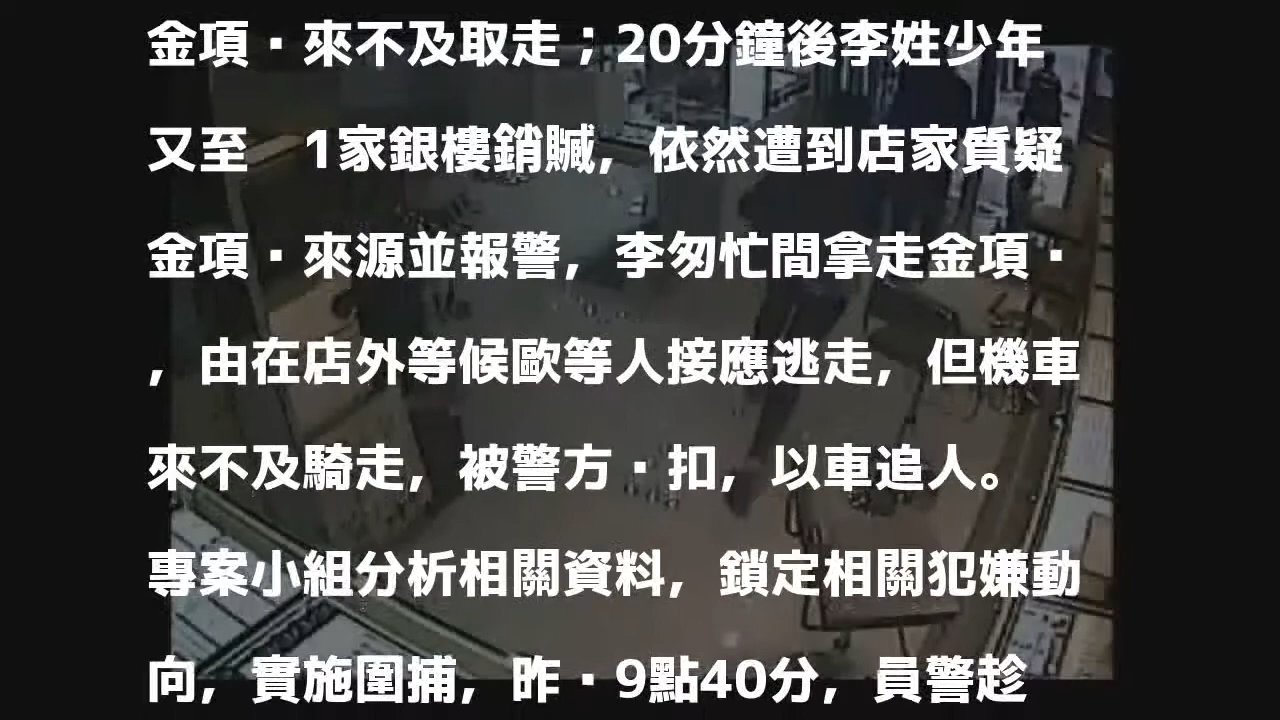 金項▪來不及取走；20分鐘後李姓少年
又至　1家銀樓銷贓，依然遭到店家質疑
金項▪來源並報警，李匆忙間拿走金項▪
，由在店外等候歐等人接應逃走，但機車
來不及騎走，被警方▪扣，以車追人。
專案小組分析相關資料，鎖定相關犯嫌動
向，實施圍捕，昨▪9點40分，員警趁